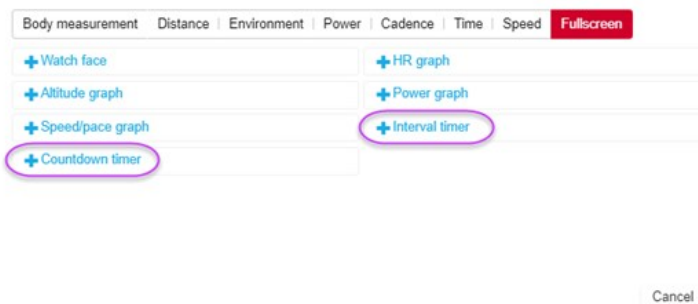 Body measurement Distance Environment Power Cadence Time Speed Fullscreen
Watch face HR graph
Altitude graph Power graph
Speed/pace graph Interval timer
Countdown timer
Cancel